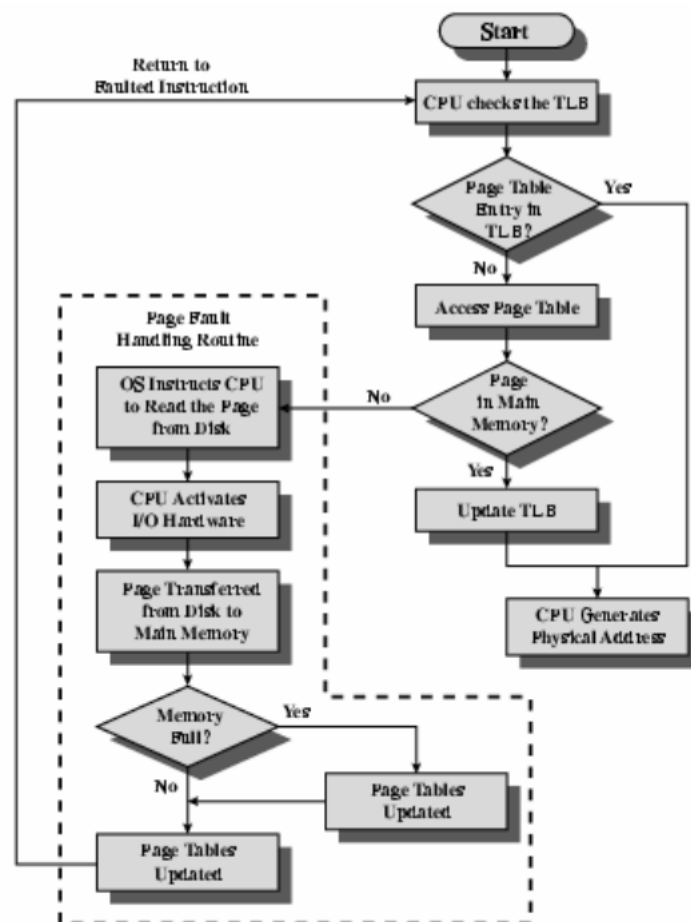 Start
Return to
Faulted Instruction
CPU checks the TLB
Page Table
Entry in
TLB?
Yes
No
Access Page Table
Page Fault
Handling Routine
OS Instructs CPU
to Read the Page
from Disk
No
Page
in Main
Memory?
Yes
CPU Activates
I/O Hardware
Update TLB
Page Transferred
from Disk to
Main Memory
CPU Generates
Physical Address
Memory
Full?
Yes
No
Page Tables
Updated
Page Tables
Updated